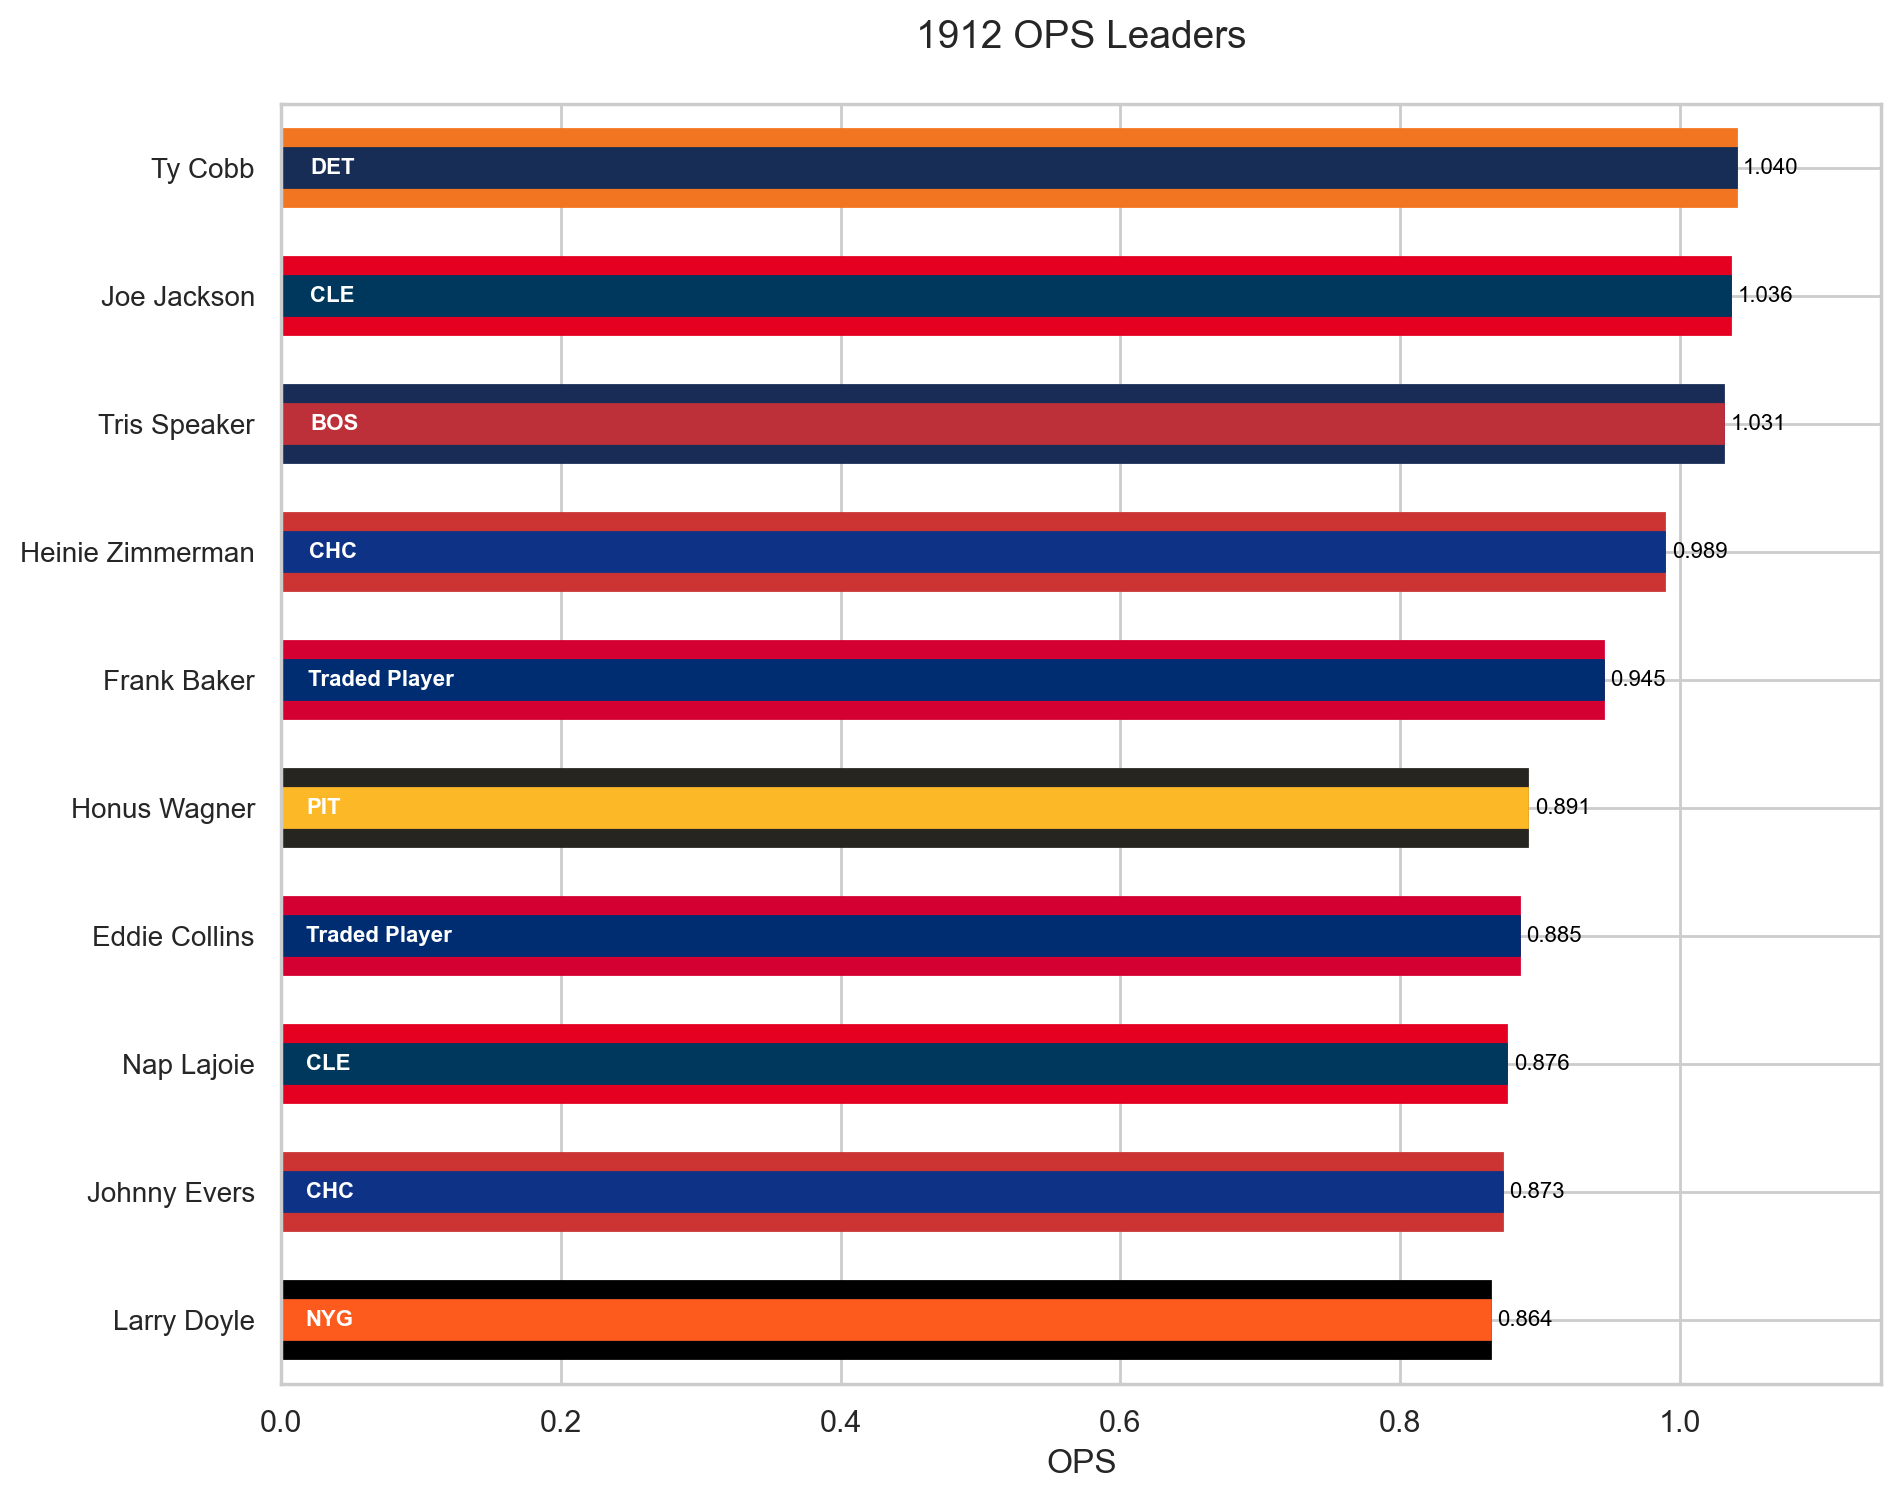 1912 OPS Leaders
Ty Cobb
DET
1.040
Joe Jackson
CLE
1.036
Tris Speaker
BOS
1.031
Heinie Zimmerman
CHC
0.989
Frank Baker
Traded Player
0.945
Honus Wagner
PIT
0.891
Eddie Collins
Traded Player
0.885
Nap Lajoie
CLE
0.876
Johnny Evers
CHC
0.873
Larry Doyle
NYG
0.864
0.0 0.2 0.4 0.6 0.8 1.0
OPS